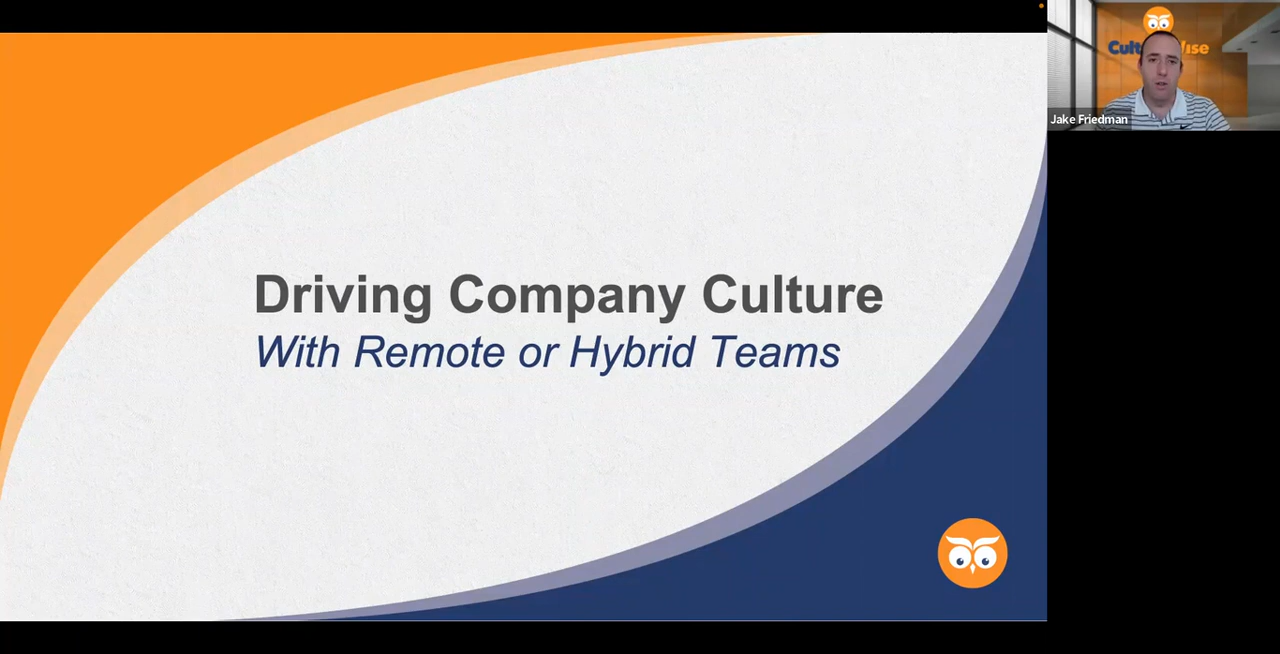 Driving Company Culture
With Remote or Hybrid Teams
Jake Friedman